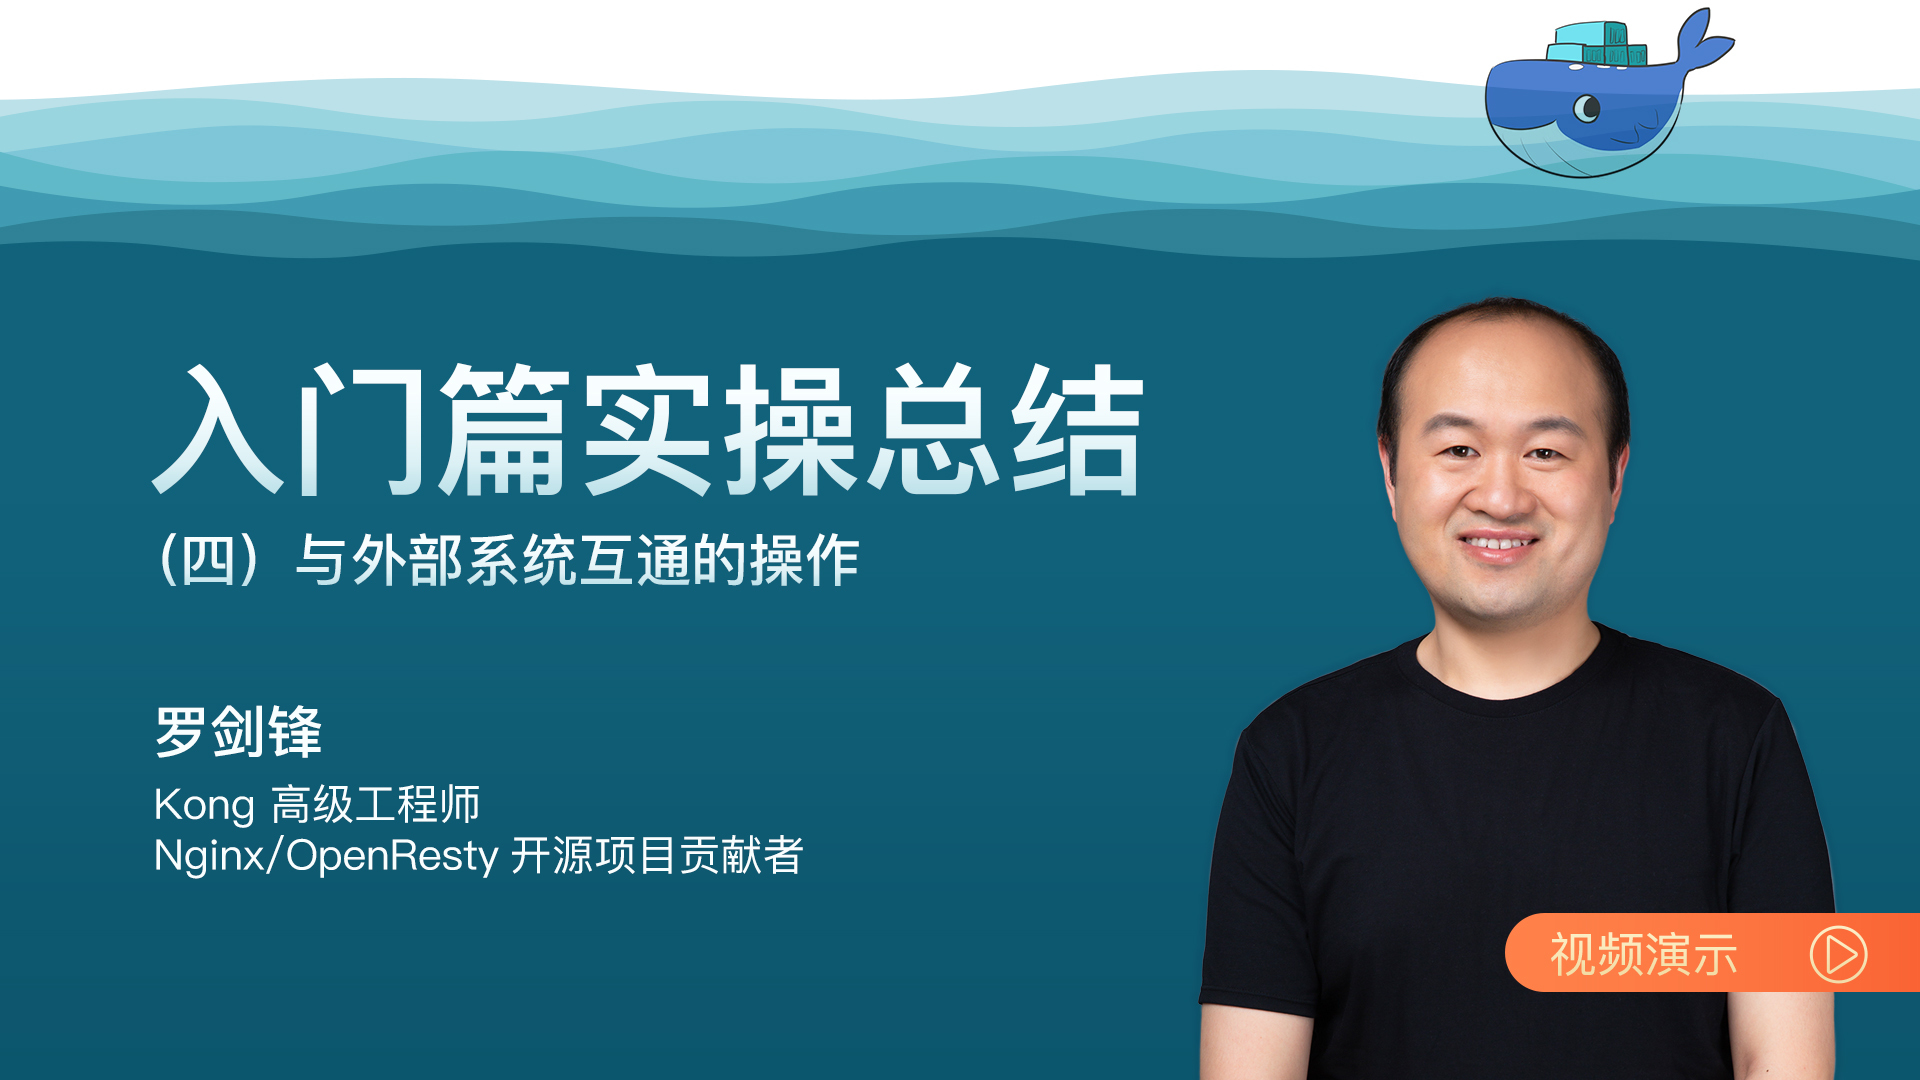 入门篇实操总结
（四）与外部系统互通的操作
罗剑锋
Kong 高级工程师
Nginx/OpenResty 开源项目贡献者
视频演示